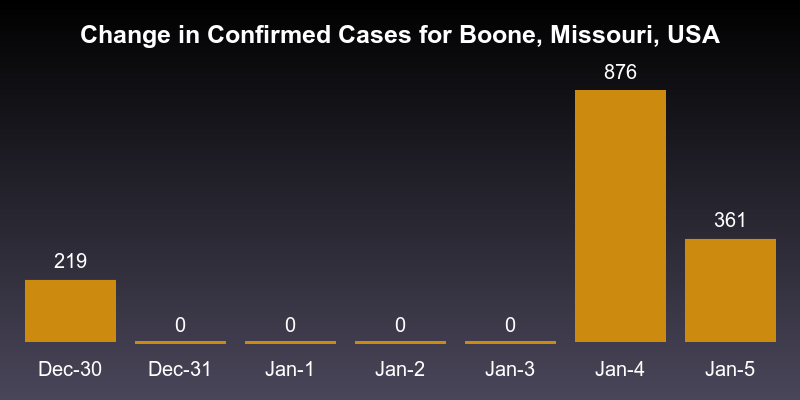 Change in Confirmed Cases for Boone, Missouri, USA
876
361
219
0 0 0 0
Dec-30 Dec-31 Jan-1 Jan-2 Jan-3 Jan-4 Jan-5